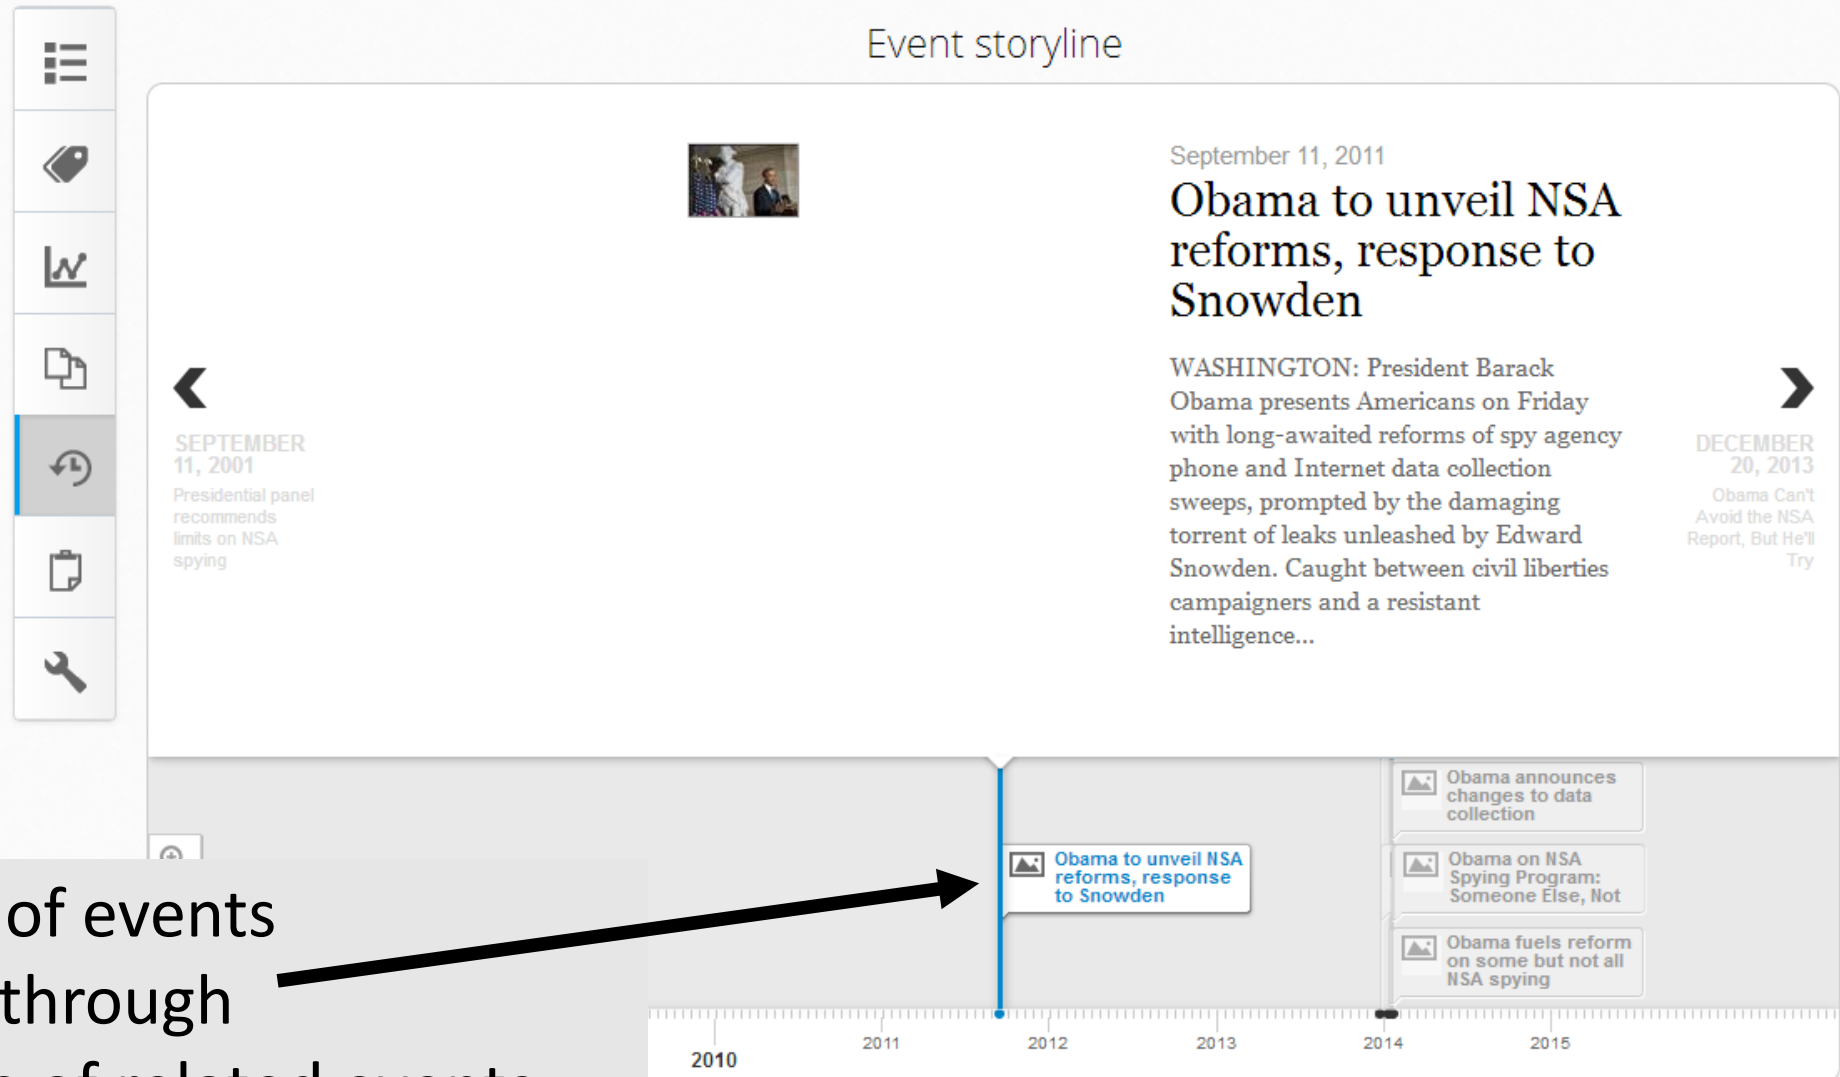 Event storyline
September 11, 2011
Obama to unveil NSA
reforms, response to
Snowden
WASHINGTON: President Barack
Obama presents Americans on Friday
with long-awaited reforms of spy agency
phone and Internet data collection
sweeps, prompted by the damaging
torrent of leaks unleashed by Edward
Snowden. Caught between civil liberties
campaigners and a resistant
intelligence...
SEPTEMBER
11, 2001
Presidential panel
recommends
limits on NSA
spying
DECEMBER
20, 2013
Obama Can't
Avoid the NSA
Report, But He'll
Try
Obama to unveil NSA
reforms, response
to Snowden
Obama announces
changes to data
collection
Obama on NSA
Spying Program:
Someone Else, Not
Obama fuels reform
on some but not all
NSA spying
of events
through
of related events
2010
2011
2012
2013
2014
2015